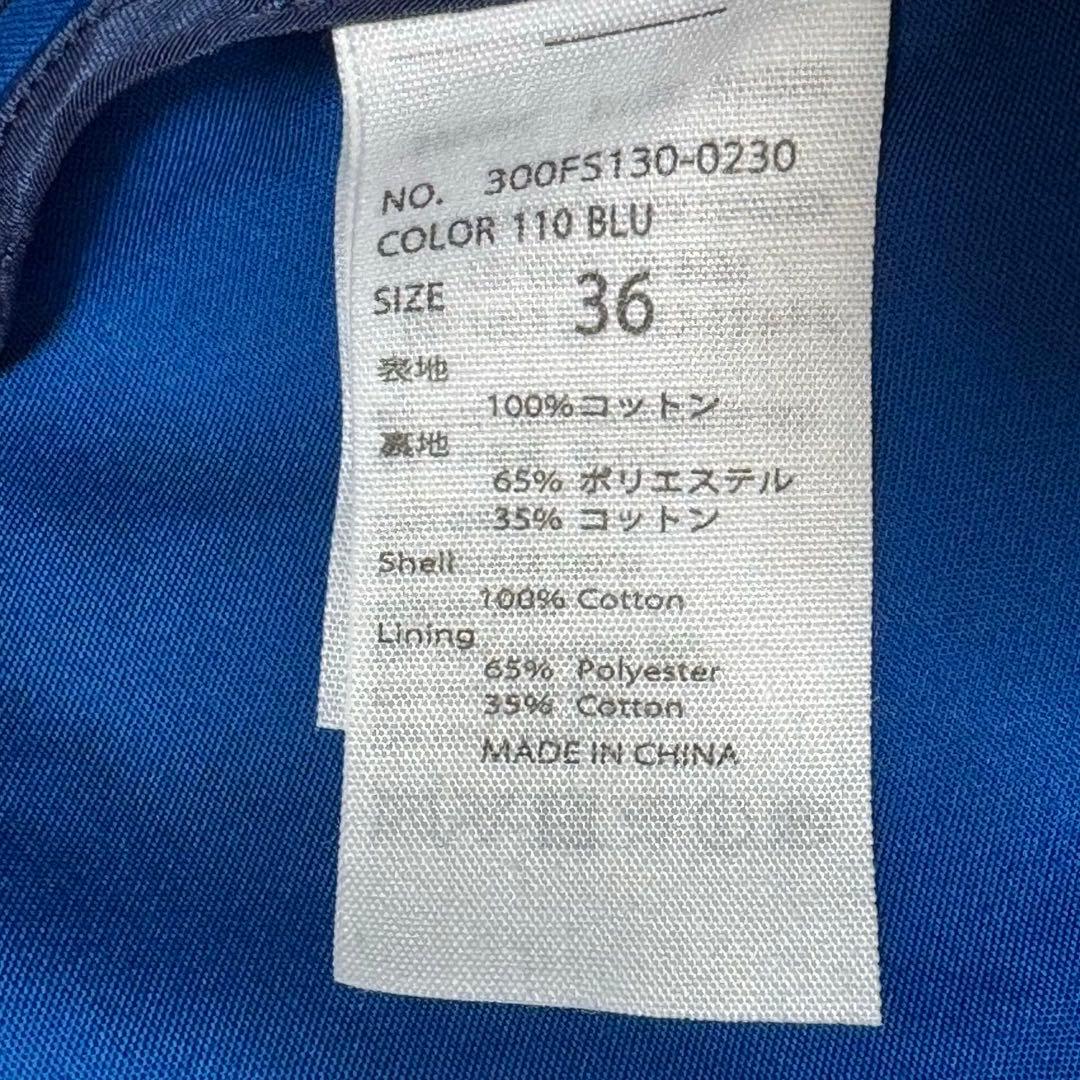 NO. 300FS130-0230
COLOR 110 BLU
SIZE 36
表地
100%コットン
裏地
65% ポリエステル
35% コットン
Shell
100% Cotton
Lining
65% Polyester
35% Cotton
MADE IN CHINA